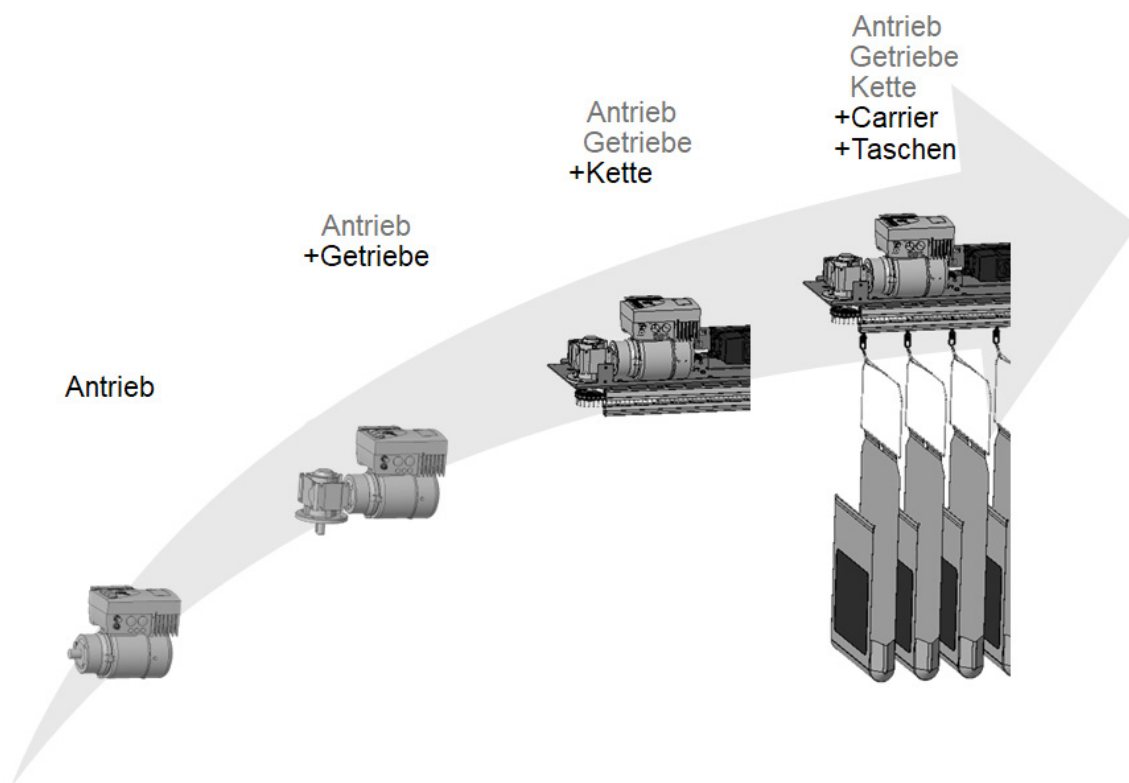 Antrieb
Antrieb
+Getriebe
Antrieb
Getriebe
+Kette
Antrieb
Getriebe
Kette
+Carrier
+Taschen